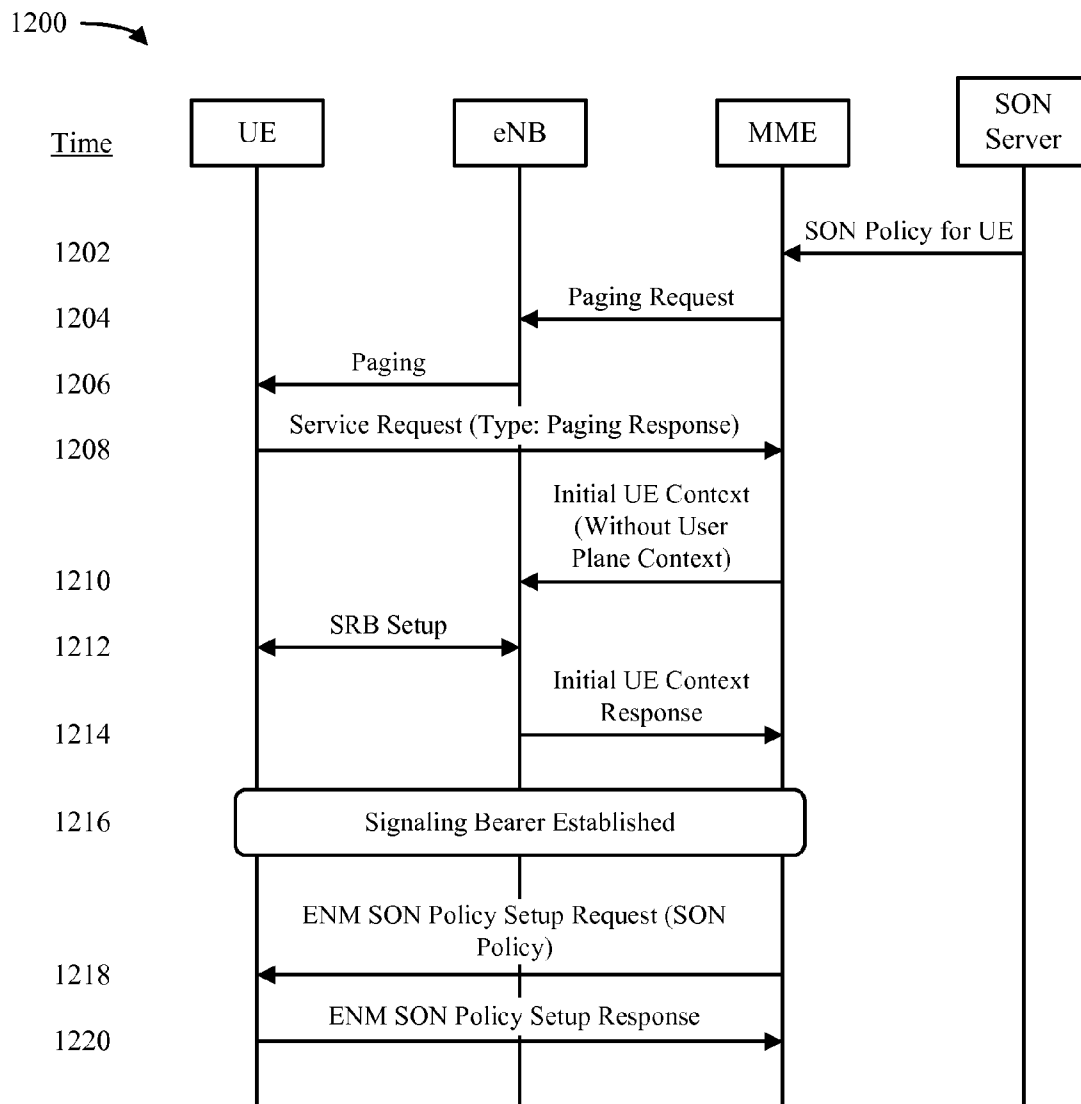 1200
Time
UE
eNB
MME
SON
Server
1202
SON Policy for UE
1204
Paging Request
1206
Paging
1208
Service Request (Type: Paging Response)
Initial UE Context
(Without User
Plane Context)
1210
1212
SRB Setup
Initial UE Context
Response
1214
1216
Signaling Bearer Established
ENM SON Policy Setup Request (SON
Policy)
1218
ENM SON Policy Setup Response
1220